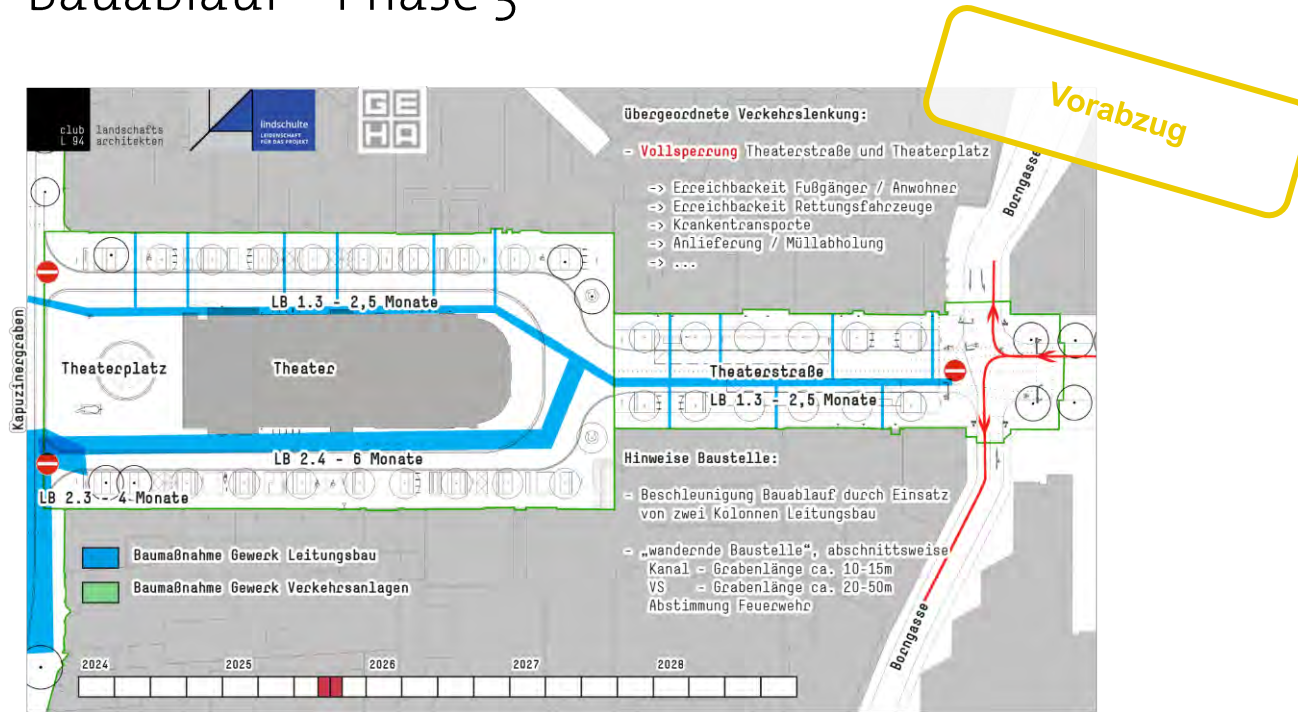 Bauablauf - Phase 5
Vorabzug
club
L 94
landschafts
architekten
lindschulte
LEIDENSCHAFT
FÜR DAS PROJEKT
GE
HA
übergeordnete Verkehrslenkung:
- Vollsperrung Theaterstraße und Theaterplatz
-> Erreichbarkeit Fußgänger / Anwohner
-> Erreichbarkeit Rettungsfahrzeuge
-> Krankentransporte
-> Anlieferung / Müllabholung
-> ...
Borngasse
LB 1.3 - 2,5 Monate
Kapuzinergraben
Theaterplatz
Theater
Theaterstraße
LB 1.3 - 2,5 Monate
LB 2.4 - 6 Monate
LB 2.3 - 4 Monate
Hinweise Baustelle:
- Beschleunigung Bauablauf durch Einsatz
von zwei Kolonnen Leitungsbau
- „wandernde Baustelle“, abschnittsweise
Kanal - Grabenlänge ca. 10-15m
VS - Grabenlänge ca. 20-50m
Abstimmung Feuerwehr
Baumaßnahme Gewerk Leitungsbau
Baumaßnahme Gewerk Verkehrsanlagen
Borngasse
2024 2025 2026 2027 2028